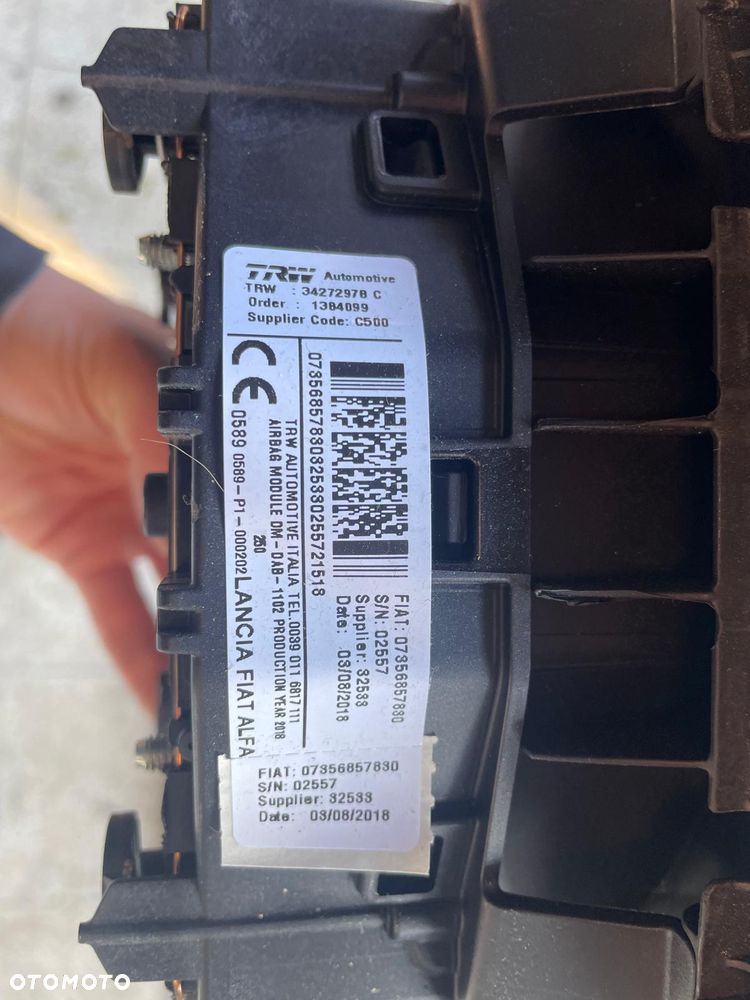 TRW Automotive
TRW : 34272978 C
Order : 1384099
Supplier Code: C500
CE
0589 0589-P1-000202 LANCIA FIAT ALFA
TRW AUTOMOTIVE ITALIA TEL.0039 011 6817 111
AIRBAG MODULE DM-DAB-1102 PRODUCTION YEAR 2018
250
07356857830325330255721518
FIAT: 07356857830
S/N: 02557
Supplier: 32533
Date: 03/08/2018
FIAT: 07356857830
S/N: 02557
Supplier: 32533
Date: 03/08/2018
OTOMOTO